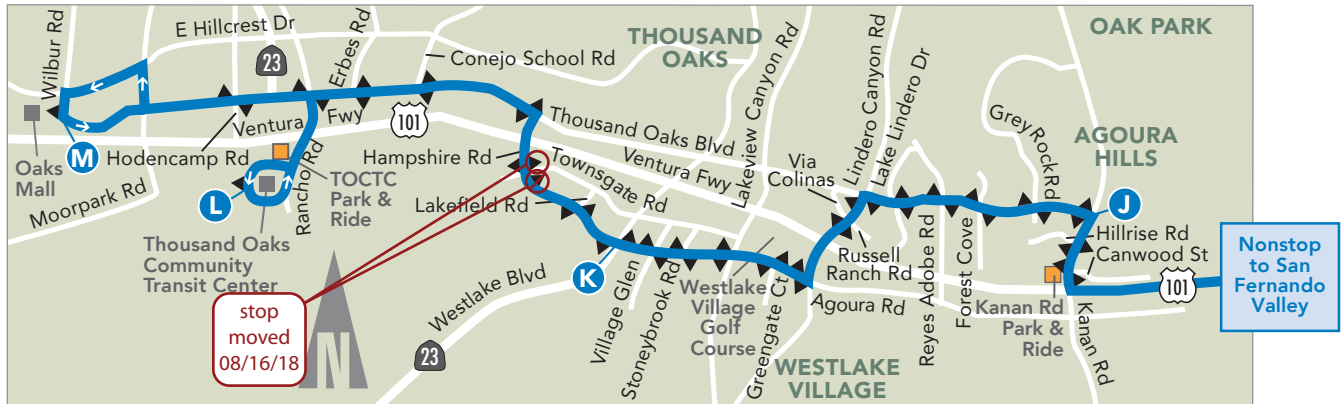 Wilbur Rd
E Hillcrest Dr
23
Erbes Rd
Conejo School Rd
THOUSAND
OAKS
Lakeview Canyon Rd
Lindero Canyon Rd
Lake Lindero Dr
OAK PARK
Oaks
Mall
M
Hodencamp Rd
Ventura Fwy
101
Thousand Oaks Blvd
Ventura Fwy
Via
Colinas
Grey Rock Rd
AGOURA
HILLS
Moorpark Rd
L
Rancho Rd
TOCTC
Park &
Ride
Hampshire Rd
Townsgate Rd
Lakefield Rd
J
Hillrise Rd
Canwood St
Thousand Oaks
Community
Transit Center
K
Russell
Ranch Rd
Reyes Adobe Rd
Forest Cove
Nonstop
to San
Fernando
Valley
101
stop
moved
08/16/18
N
Westlake Blvd
23
Village Glen
Stoneybrook Rd
Westlake
Village
Golf
Course
Greengate Ct
Agoura Rd
Kanan Rd
Park &
Ride
Kanan Rd
WESTLAKE
VILLAGE